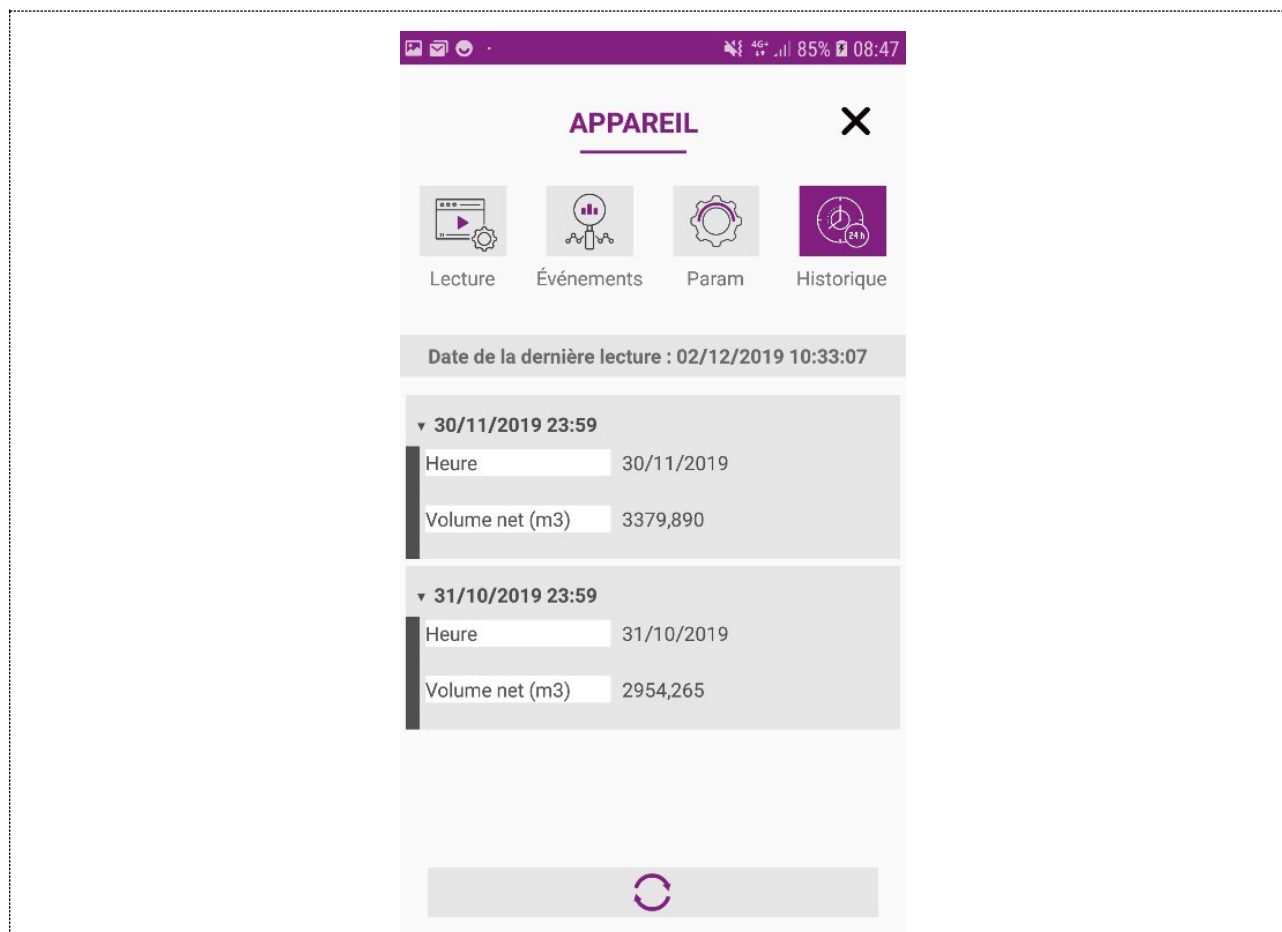 4G+ 85% 08:47
APPAREIL
24 h
Lecture Événements Param Historique
Date de la dernière lecture : 02/12/2019 10:33:07
30/11/2019 23:59
Heure 30/11/2019
Volume net (m3) 3379,890
31/10/2019 23:59
Heure 31/10/2019
Volume net (m3) 2954,265